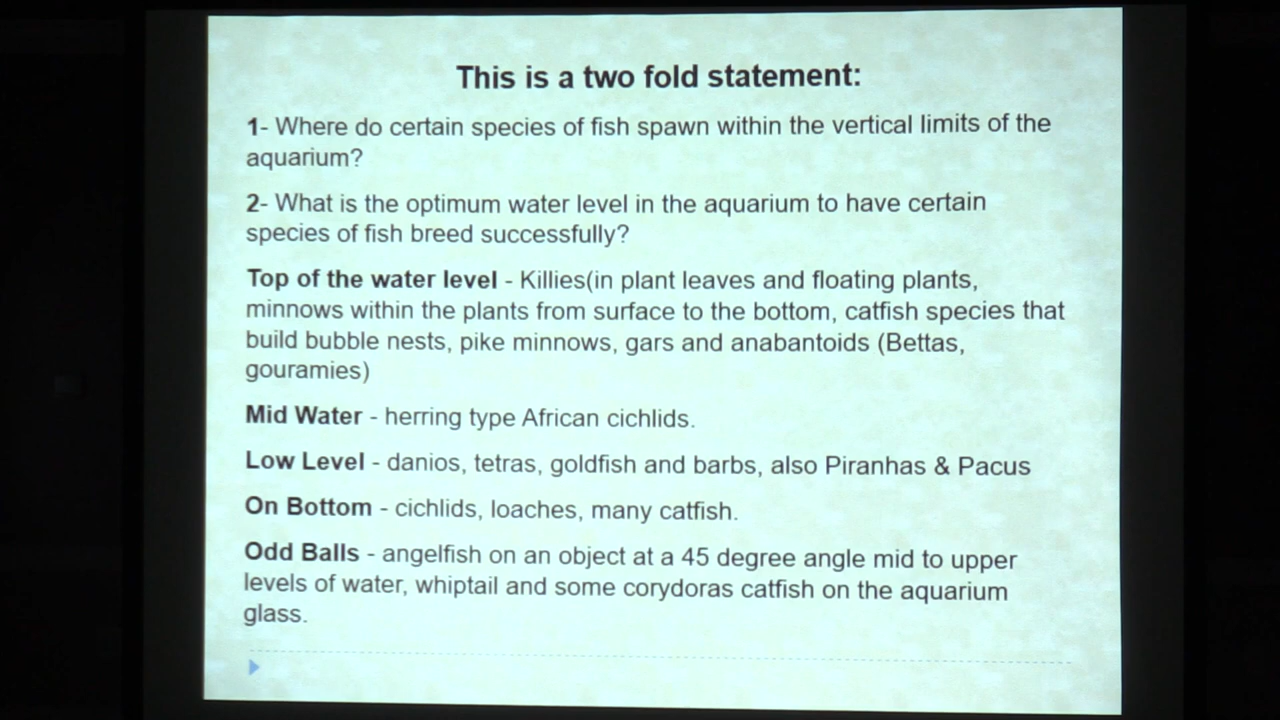 This is a two fold statement:
1- Where do certain species of fish spawn within the vertical limits of the
aquarium?
2- What is the optimum water level in the aquarium to have certain
species of fish breed successfully?
Top of the water level - Killies(in plant leaves and floating plants,
minnows within the plants from surface to the bottom, catfish species that
build bubble nests, pike minnows, gars and anabantoids (Bettas,
gouramies)
Mid Water - herring type African cichlids.
Low Level - danios, tetras, goldfish and barbs, also Piranhas & Pacus
On Bottom - cichlids, loaches, many catfish.
Odd Balls - angelfish on an object at a 45 degree angle mid to upper
levels of water, whiptail and some corydoras catfish on the aquarium
glass.